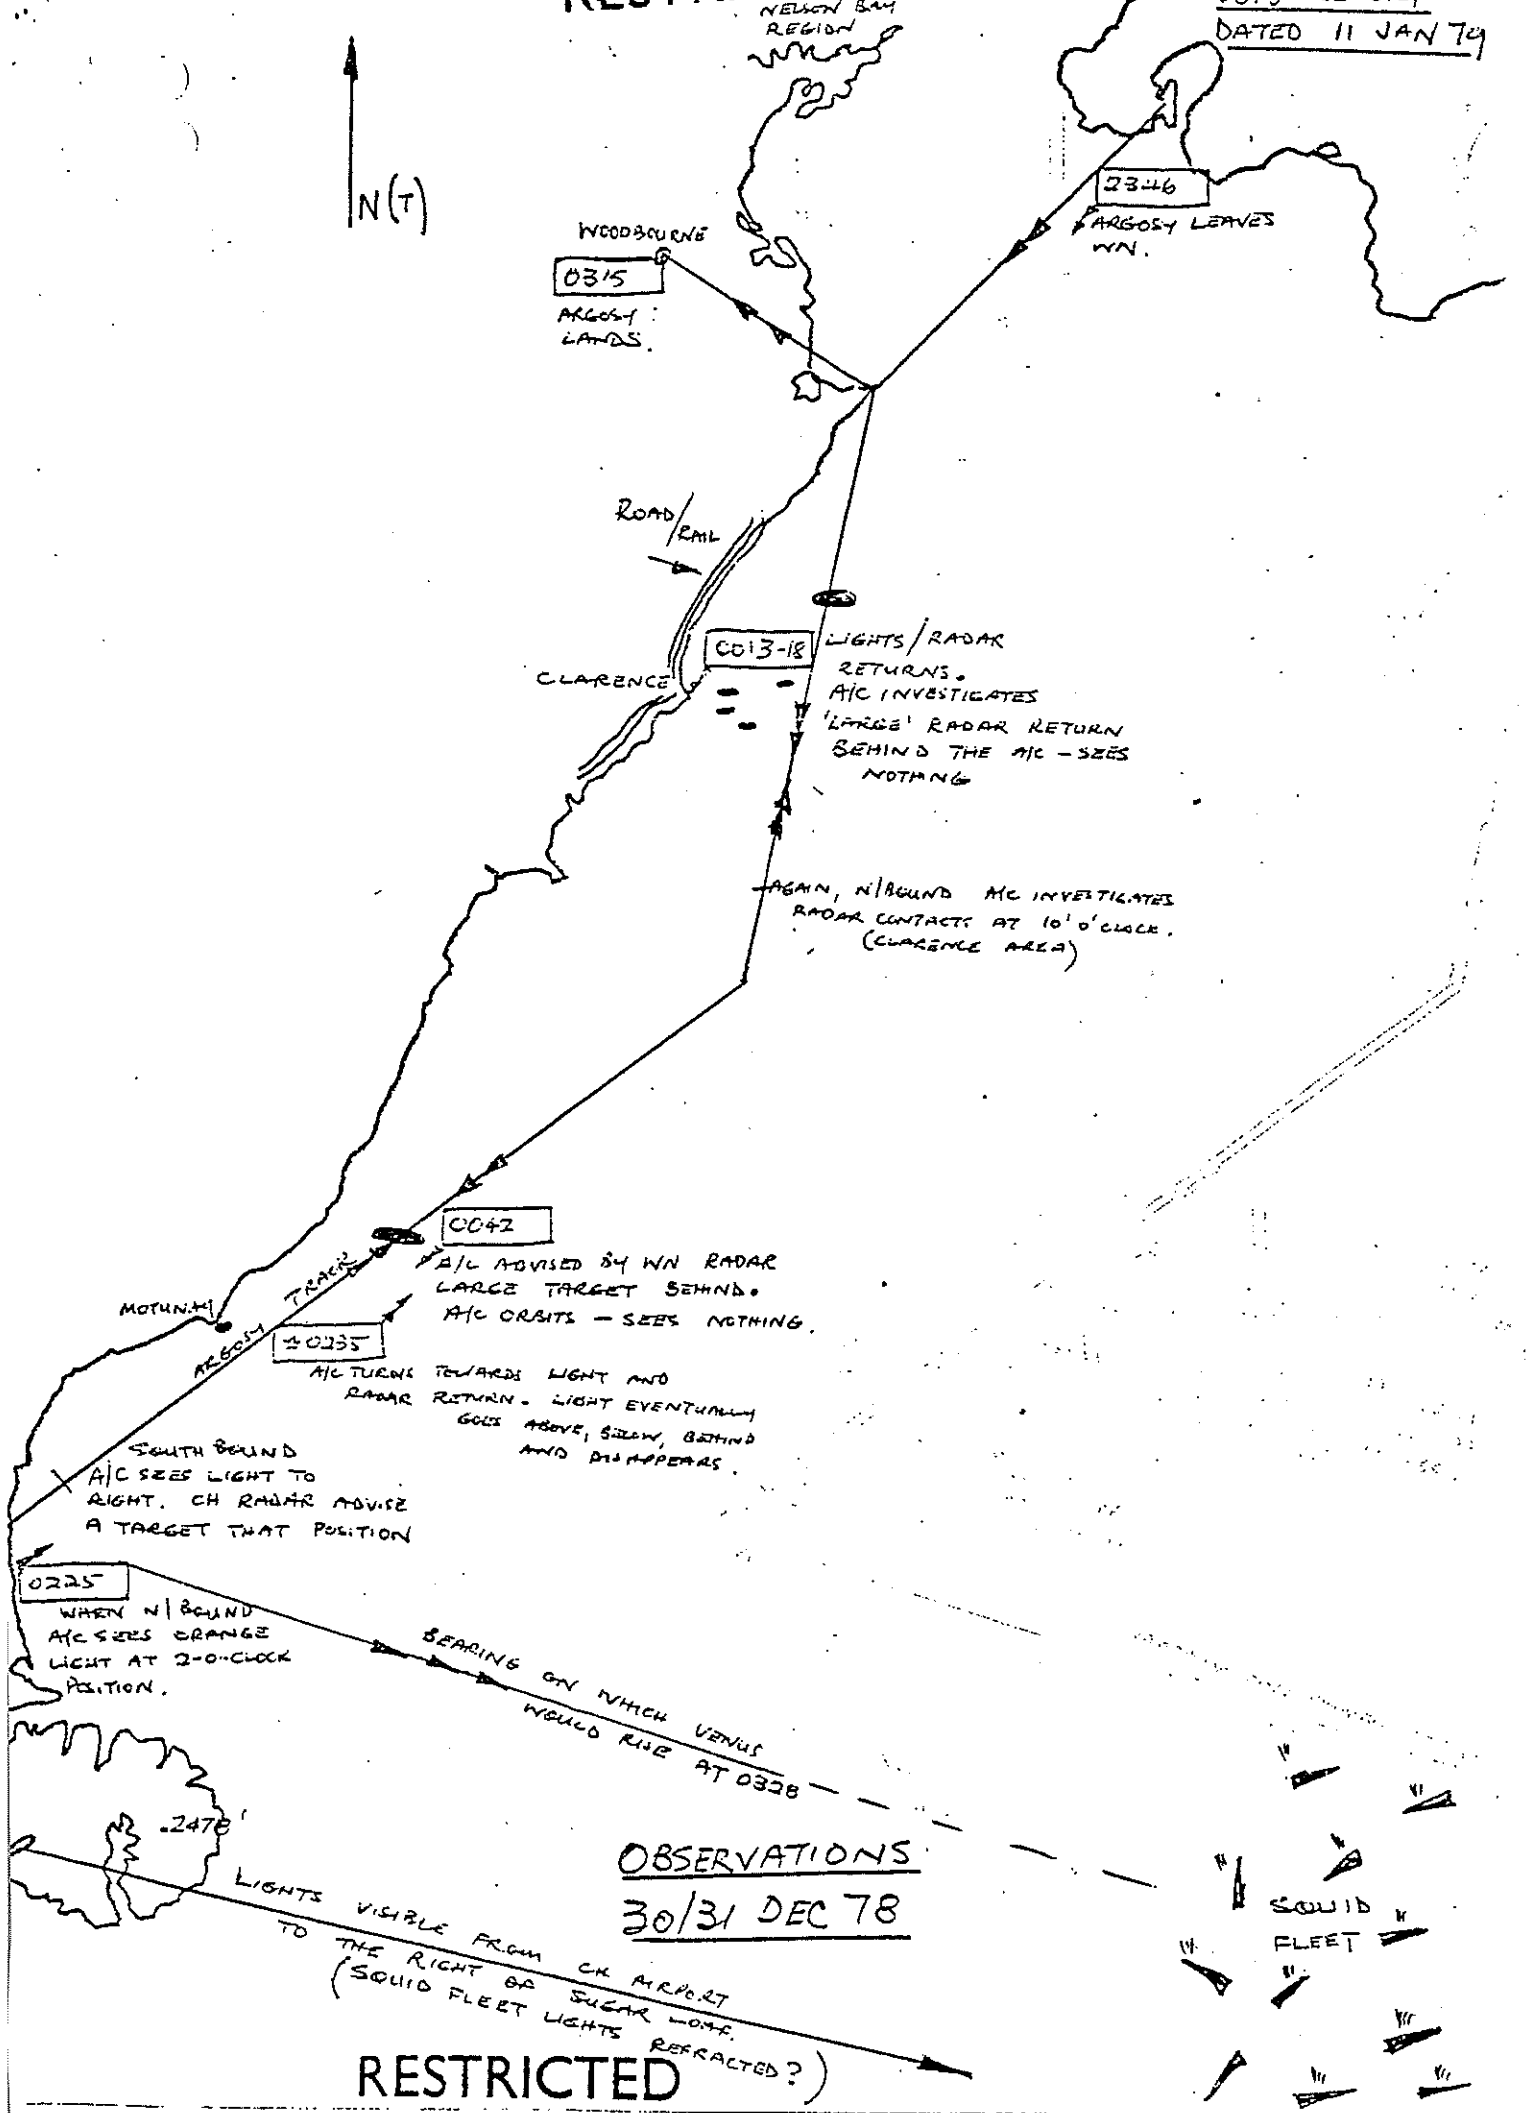 NELSON BAY
REGION
DATED 11 JAN 79
N(T)
2346
ARGOSY LEAVES
WN.
WOODBOURNE
0315
ARGOSY
LANDS.
ROAD/
RAIL
CLARENCE
0013-18
LIGHTS/RADAR
RETURNS.
A/C INVESTIGATES
'LARGE' RADAR RETURN
BEHIND THE A/C - SEES
NOTHING
AGAIN, N/BOUND A/C INVESTIGATES
RADAR CONTACTS AT 10'O'CLOCK.
(CLARENCE AREA)
0042
A/C ADVISED BY WN RADAR
LARGE TARGET BEHIND.
A/C ORBITS - SEES NOTHING.
MOTUNAU
ARGOSY TRACK
≏0235
A/C TURNS TOWARDS LIGHT AND
RADAR RETURN. LIGHT EVENTUALLY
GOES ABOVE, BELOW, BEHIND
AND DISAPPEARS.
SOUTH BOUND
A/C SEES LIGHT TO
RIGHT. CH RADAR ADVISE
A TARGET THAT POSITION
0225
WHEN N/BOUND
A/C SEES ORANGE
LIGHT AT 2-O-CLOCK
POSITION.
BEARING ON WHICH VENUS
WOULD RISE AT 0328
.2478'
OBSERVATIONS
30/31 DEC 78
LIGHTS VISIBLE FROM CH AIRPORT
TO THE RIGHT OF SUGAR LOAF.
(SQUID FLEET LIGHTS REFRACTED?)
SQUID
FLEET
RESTRICTED